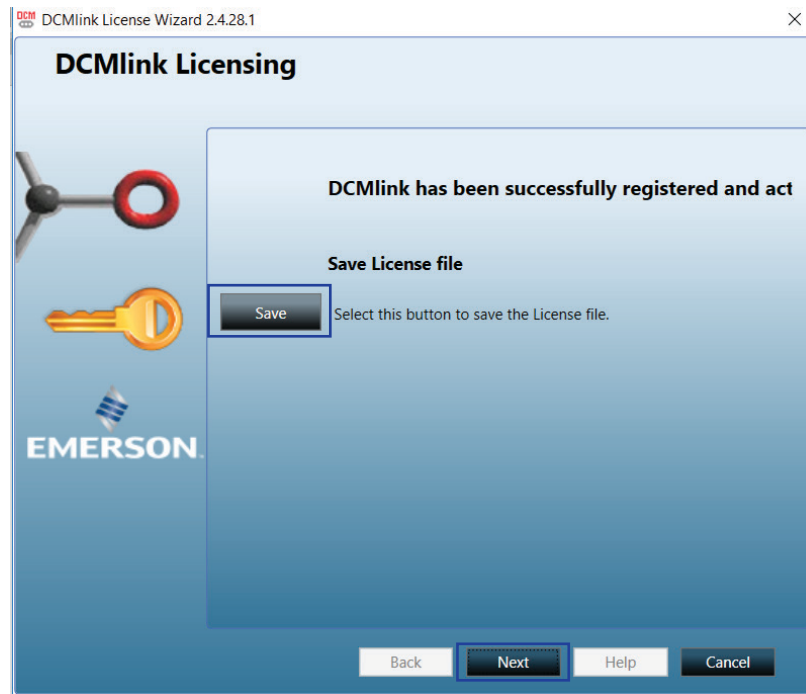 DCM
DCMlink License Wizard 2.4.28.1
DCMlink Licensing
DCMlink has been successfully registered and act
Save License file
Save
Select this button to save the License file.
EMERSON.
Back
Next
Help
Cancel